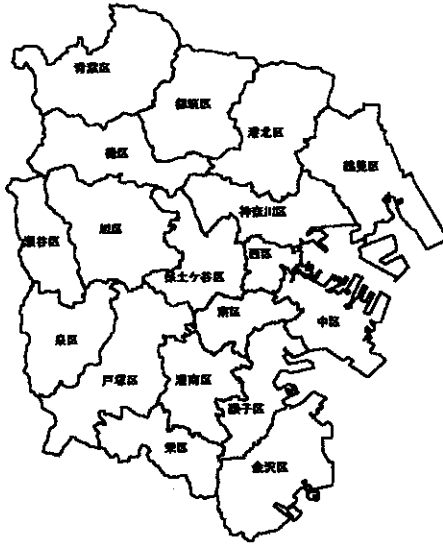 青葉区
都筑区
港北区
緑区
鶴見区
神奈川区
旭区
瀬谷区
西区
保土ケ谷区
南区
中区
泉区
戸塚区
港南区
磯子区
栄区
金沢区